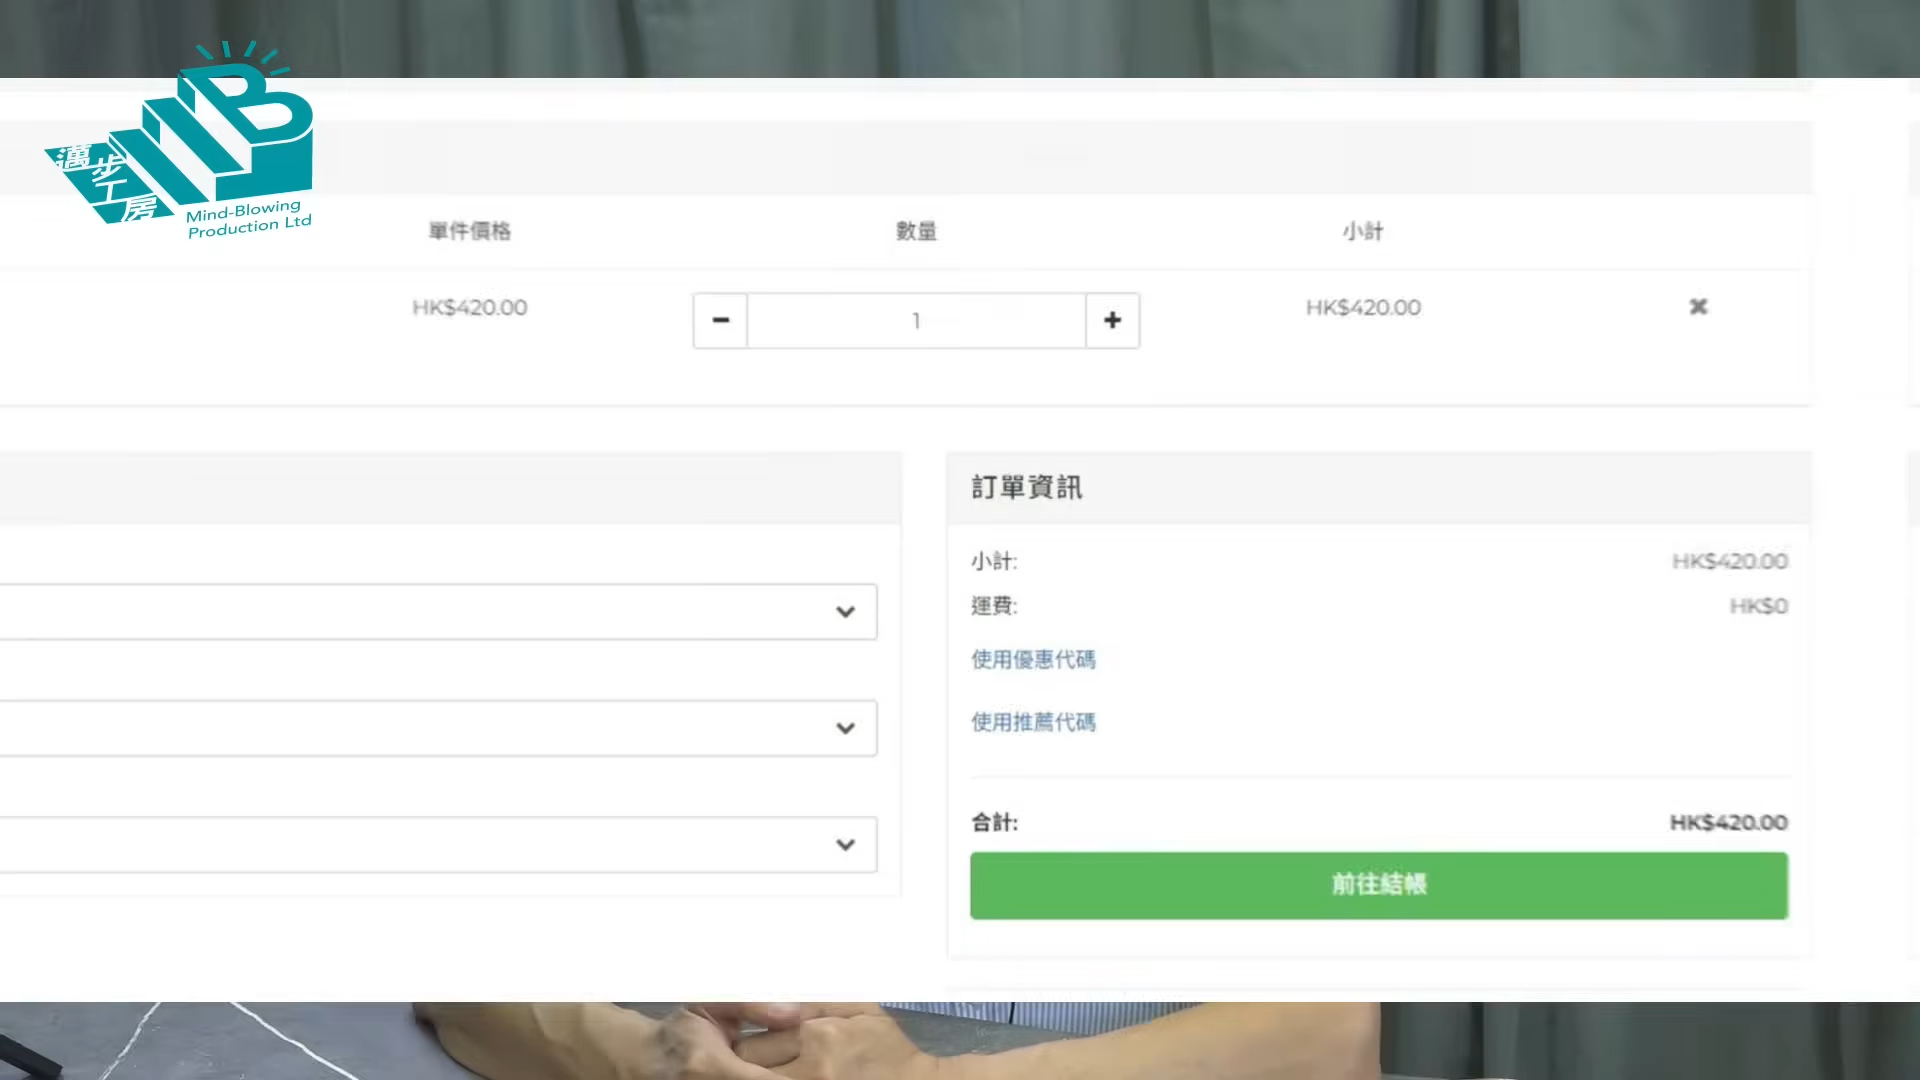 邁步工房
Mind-Blowing
Production Ltd
單件價格 數量 小計
HK$420.00 1 HK$420.00
訂單資訊
小計: HK$420.00
運費: HK$0
使用優惠代碼
使用推薦代碼
合計: HK$420.00
前往結帳